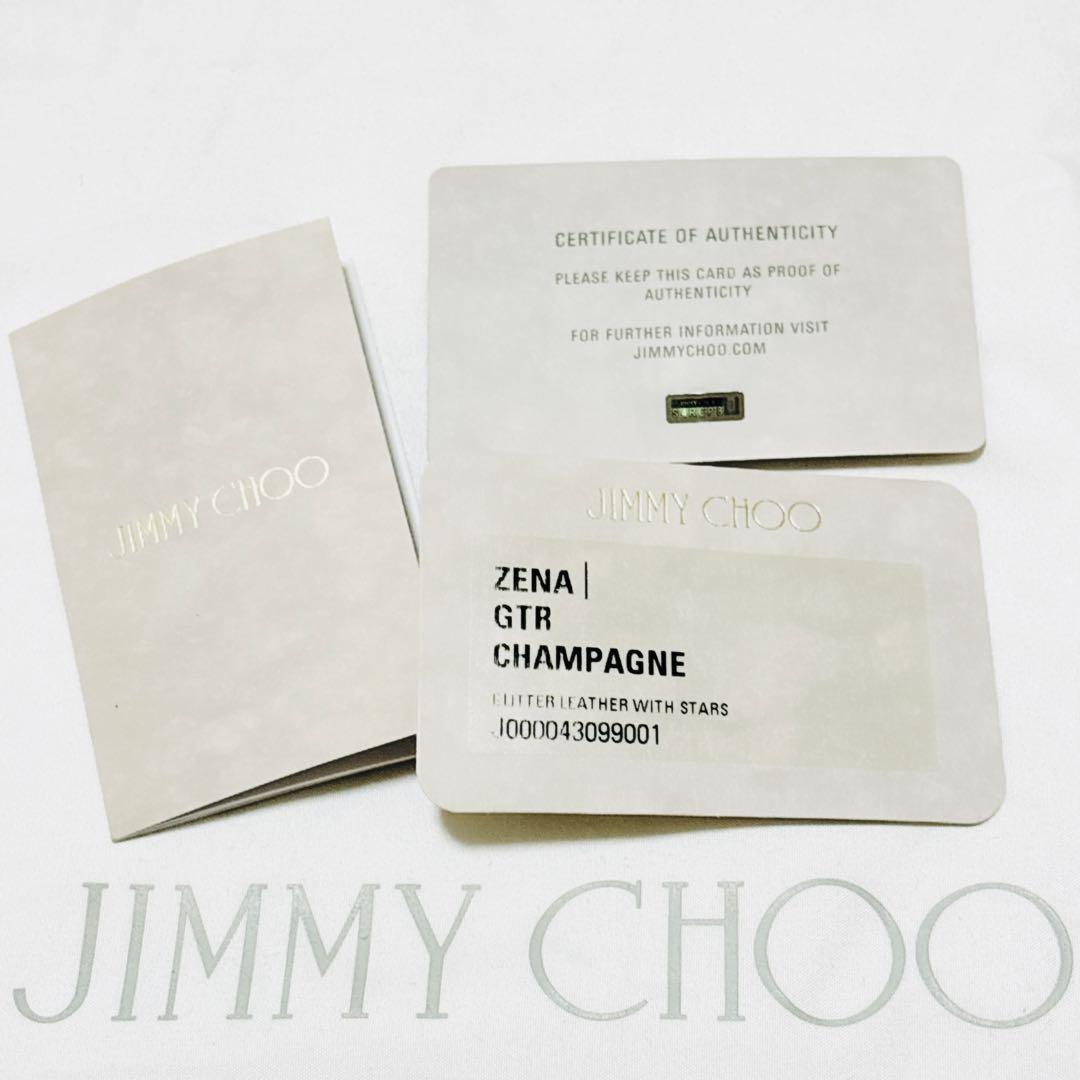 CERTIFICATE OF AUTHENTICITY
PLEASE KEEP THIS CARD AS PROOF OF
AUTHENTICITY
FOR FURTHER INFORMATION VISIT
JIMMYCHOO.COM
JIMMY CHOO
JIMMY CHOO
ZENA |
GTR
CHAMPAGNE
GLITTER LEATHER WITH STARS
J000043099001
JIMMY CHOO